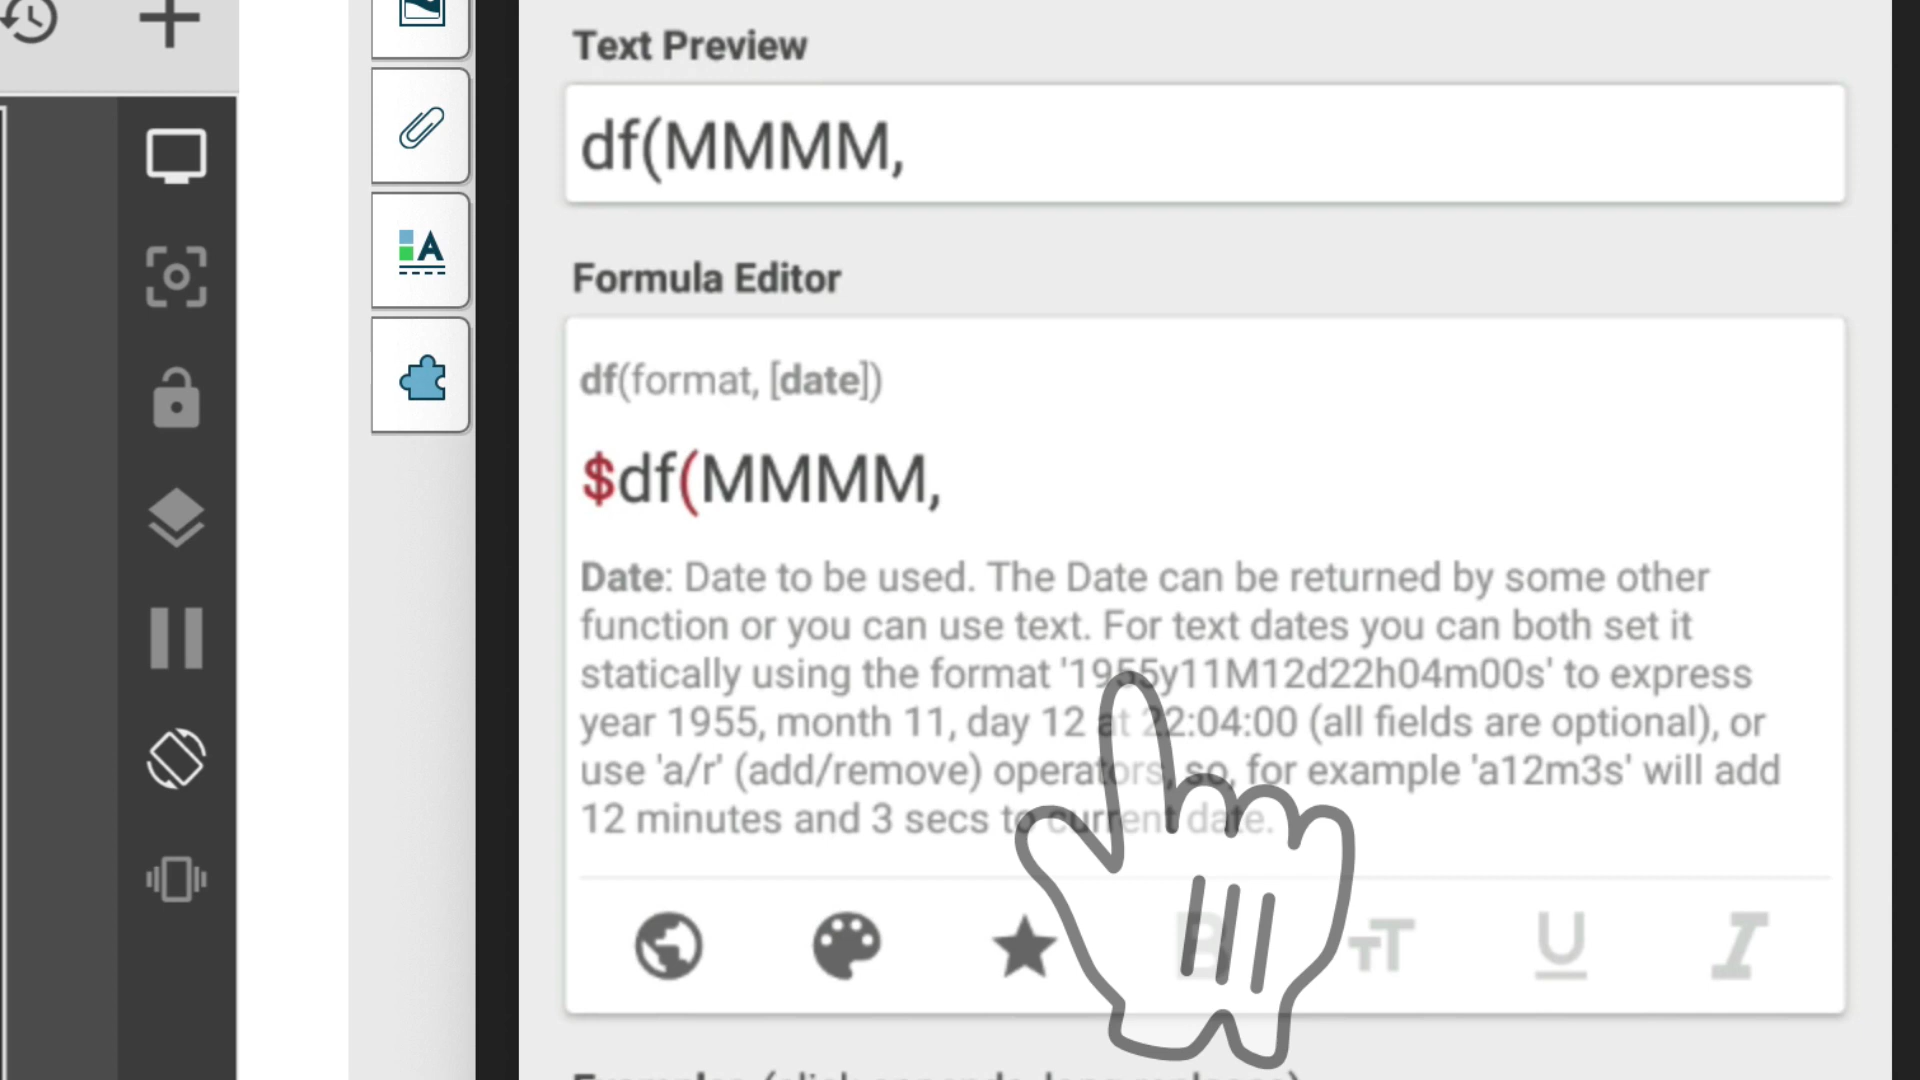 Text Preview
df(MMMM,
Formula Editor
df(format, [date])
$df(MMMM,
Date: Date to be used. The Date can be returned by some other
function or you can use text. For text dates you can both set it
statically using the format '1955y11M12d22h04m00s' to express
year 1955, month 11, day 12 at 22:04:00 (all fields are optional), or
use 'a/r' (add/remove) operators, so, for example 'a12m3s' will add
12 minutes and 3 secs to current date.